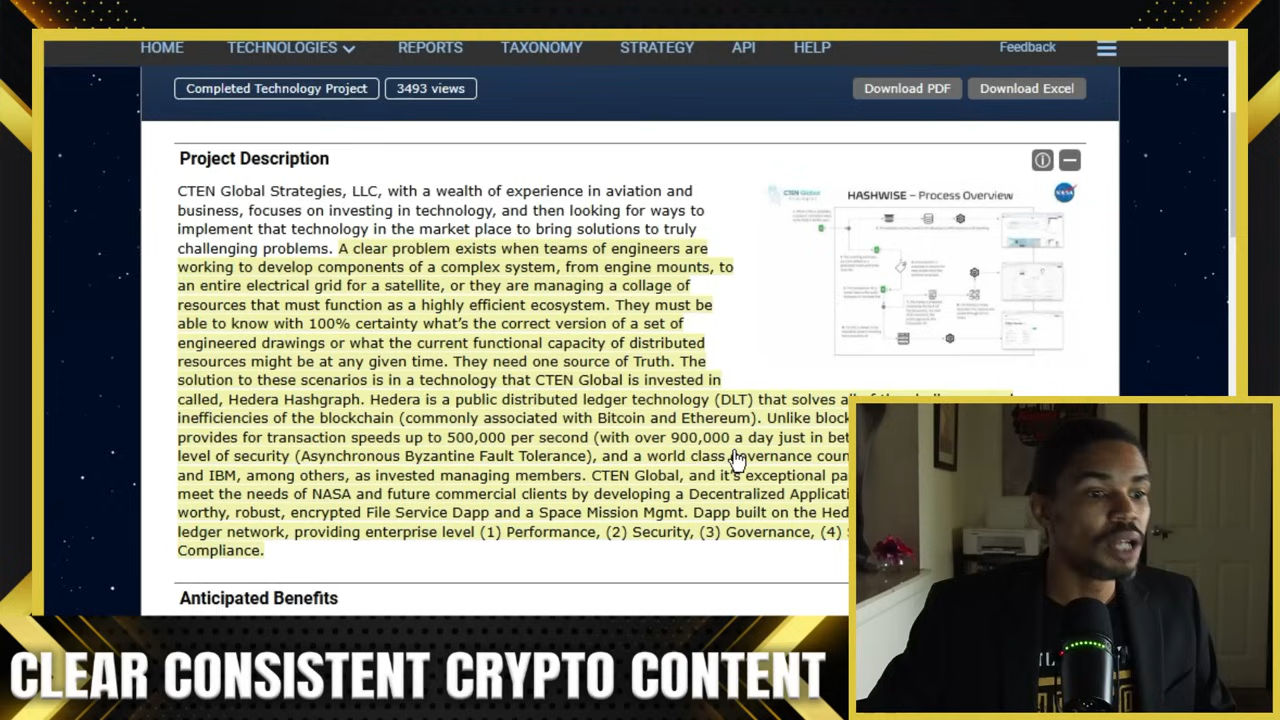 HOME TECHNOLOGIES REPORTS TAXONOMY STRATEGY API HELP Feedback
Completed Technology Project 3493 views Download PDF Download Excel
Project Description
CTEN Global Strategies, LLC, with a wealth of experience in aviation and
business, focuses on investing in technology, and then looking for ways to
implement that technology in the market place to bring solutions to truly
challenging problems. A clear problem exists when teams of engineers are
working to develop components of a complex system, from engine mounts, to
an entire electrical grid for a satellite, or they are managing a collage of
resources that must function as a highly efficient ecosystem. They must be
able to know with 100% certainty what's the correct version of a set of
engineered drawings or what the current functional capacity of distributed
resources might be at any given time. They need one source of Truth. The
solution to these scenarios is in a technology that CTEN Global is invested in
called, Hedera Hashgraph. Hedera is a public distributed ledger technology (DLT) that solves
inefficiencies of the blockchain (commonly associated with Bitcoin and Ethereum). Unlike
provides for transaction speeds up to 500,000 per second (with over 900,000 a day just in
level of security (Asynchronous Byzantine Fault Tolerance), and a world class
and IBM, among others, as invested managing members. CTEN Global, and it's exceptional
meet the needs of NASA and future commercial clients by developing a Decentralized
worthy, robust, encrypted File Service Dapp and a Space Mission Mgmt. Dapp built on the
ledger network, providing enterprise level (1) Performance, (2) Security, (3) Governance, (4)
Compliance.
CTEN Global
HASHWISE – Process Overview
NASA
Anticipated Benefits
CLEAR CONSISTENT CRYPTO CONTENT